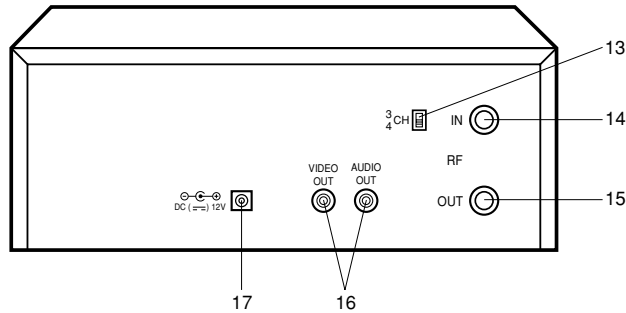 13
3
4 CH
IN
14
RF
VIDEO
OUT
AUDIO
OUT
OUT
15
DC ( ⎓ ) 12V
17
16